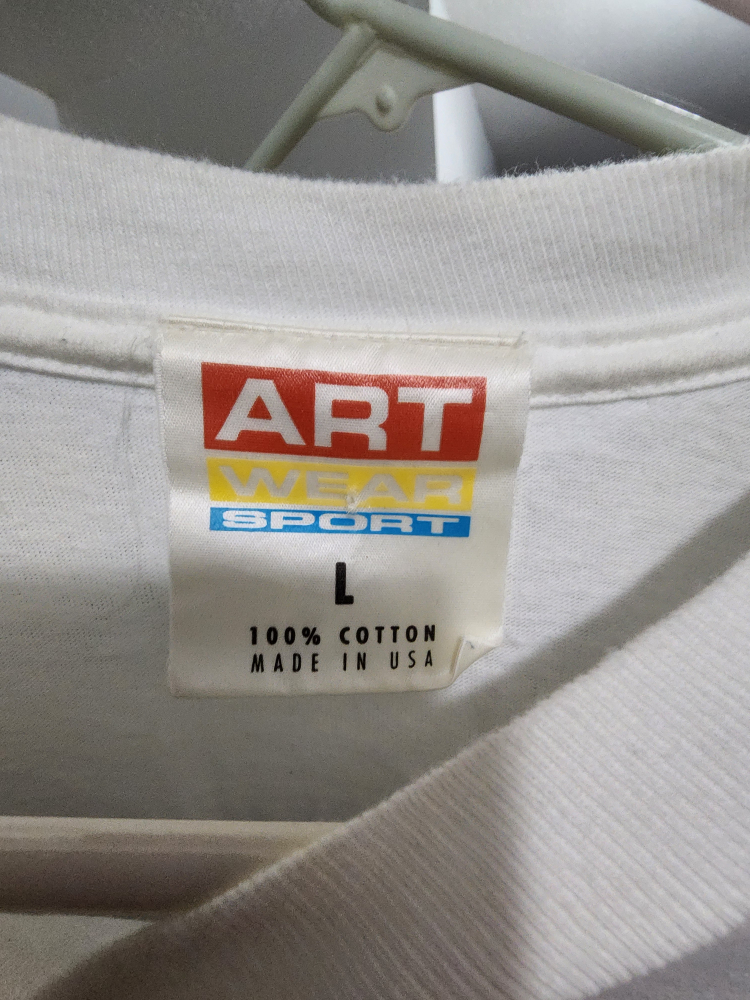 ART
WEAR
SPORT
L
100% COTTON
MADE IN USA